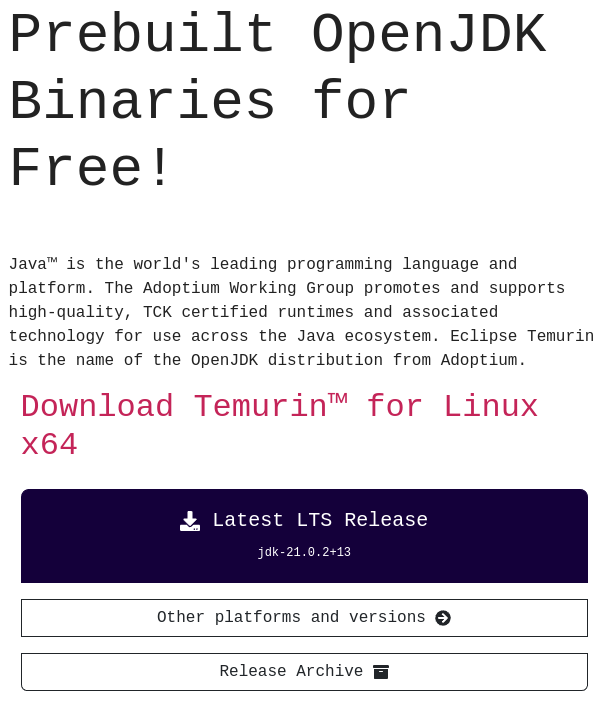 Prebuilt OpenJDK
Binaries for
Free!
Java™ is the world's leading programming language and
platform. The Adoptium Working Group promotes and supports
high-quality, TCK certified runtimes and associated
technology for use across the Java ecosystem. Eclipse Temurin
is the name of the OpenJDK distribution from Adoptium.
Download Temurin™ for Linux
x64
Latest LTS Release
jdk-21.0.2+13
Other platforms and versions
Release Archive